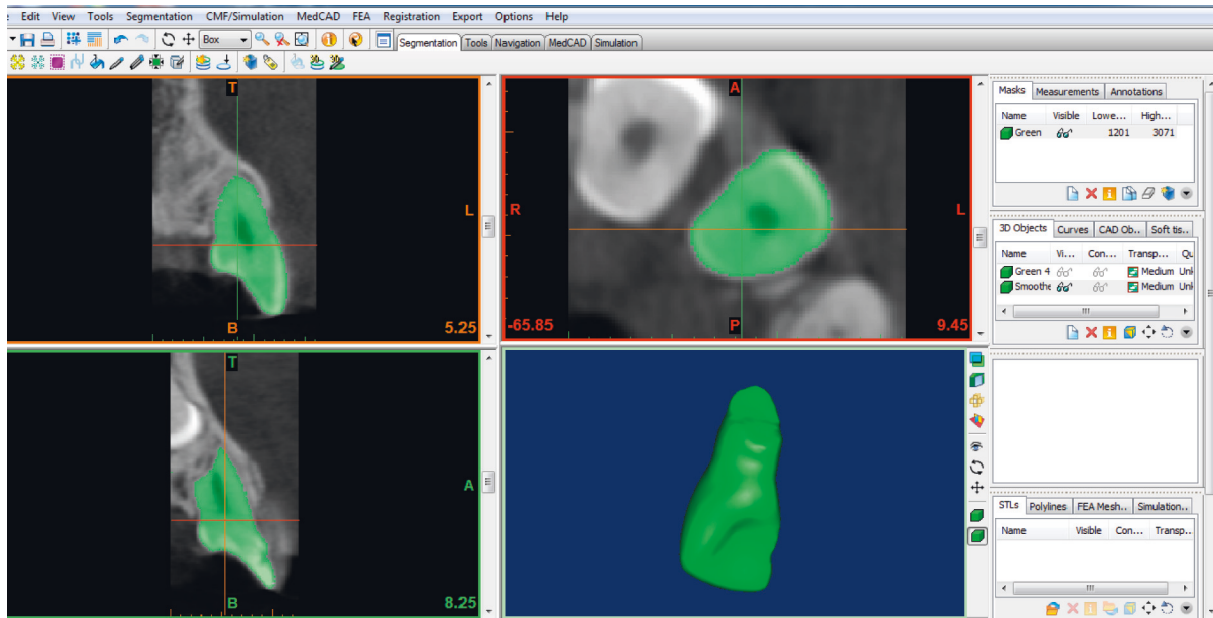 Edit View Tools Segmentation CMF/Simulation MedCAD FEA Registration Export Options Help
Box
Segmentation Tools Navigation MedCAD Simulation
T
L
B
5.25
A
R
L
P
-65.85
9.45
T
A
B
8.25
Masks Measurements Annotations
Name Visible Lowe... High...
Green 1201 3071
3D Objects Curves CAD Ob.. Soft tis..
Name Vi... Con... Transp... Qu
Green 4 Medium Unk
Smoothe Medium Unk
STLs Polylines FEA Mesh.. Simulation..
Name Visible Con... Transp..